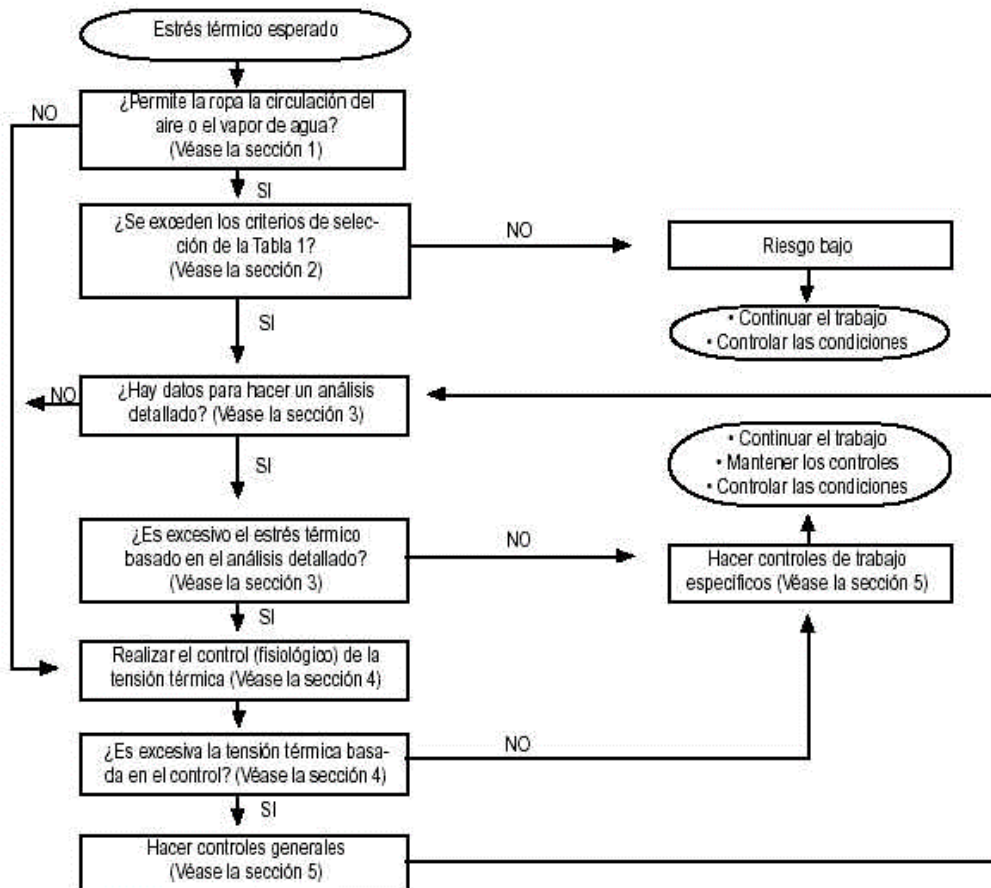 Estrés térmico esperado
NO
¿Permite la ropa la circulación del
aire o el vapor de agua?
(Véase la sección 1)
SI
¿Se exceden los criterios de selec-
ción de la Tabla 1?
(Véase la sección 2)
NO
Riesgo bajo
• Continuar el trabajo
• Controlar las condiciones
SI
NO
¿Hay datos para hacer un análisis
detallado? (Véase la sección 3)
SI
• Continuar el trabajo
• Mantener los controles
• Controlar las condiciones
¿Es excesivo el estrés térmico
basado en el análisis detallado?
(Véase la sección 3)
NO
Hacer controles de trabajo
específicos (Véase la sección 5)
SI
Realizar el control (fisiológico) de la
tensión térmica (Véase la sección 4)
¿Es excesiva la tensión térmica basa-
da en el control? (Véase la sección 4)
NO
SI
Hacer controles generales
(Véase la sección 5)